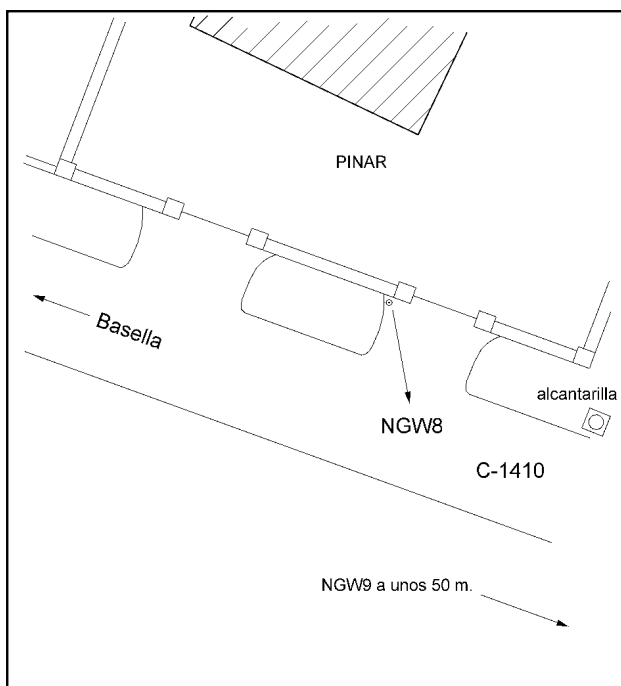 PINAR
Basella
alcantarilla
NGW8
C-1410
NGW9 a unos 50 m.